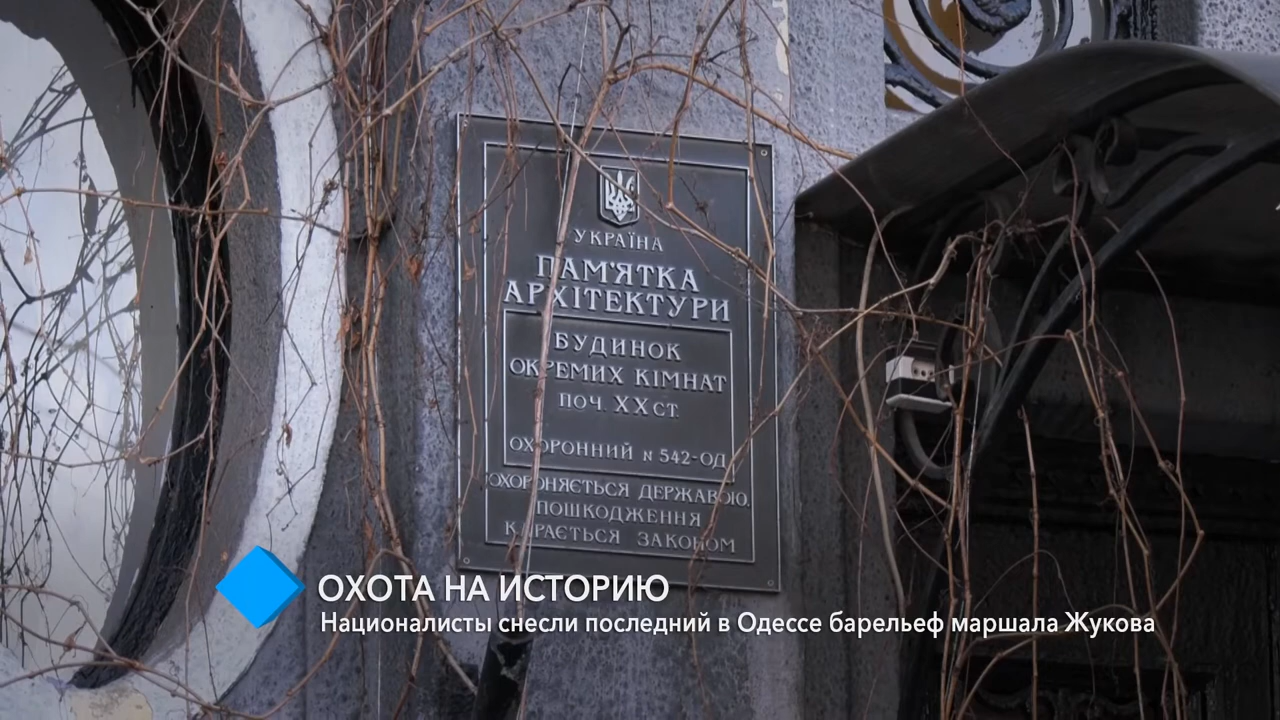 УКРАЇНА
ПАМ'ЯТКА
АРХІТЕКТУРИ
БУДИНОК
ОКРЕМИХ КІМНАТ
ПОЧ. XX СТ.
ОХОРОННИЙ № 542-ОД
ОХОРОНЯЄТЬСЯ ДЕРЖАВОЮ.
ПОШКОДЖЕННЯ
КАРАЄТЬСЯ ЗАКОНОМ
ОХОТА НА ИСТОРИЮ
Националисты снесли последний в Одессе барельеф маршала Жукова